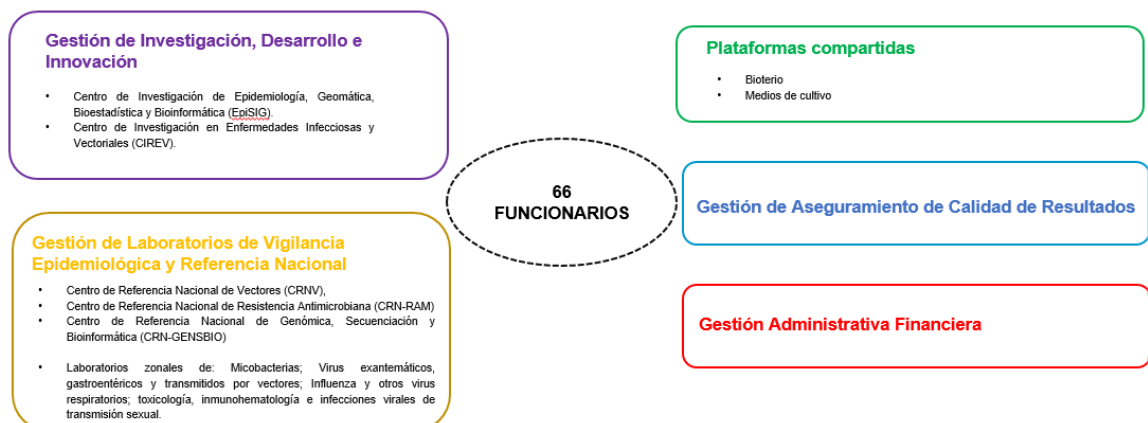 Gestión de Investigación, Desarrollo e
Innovación
• Centro de Investigación de Epidemiología, Geomática,
Bioestadística y Bioinformática (EpiSIG).
• Centro de Investigación en Enfermedades Infecciosas y
Vectoriales (CIREV).
Gestión de Laboratorios de Vigilancia
Epidemiológica y Referencia Nacional
• Centro de Referencia Nacional de Vectores (CRNV),
• Centro de Referencia Nacional de Resistencia Antimicrobiana (CRN-RAM)
• Centro de Referencia Nacional de Genómica, Secuenciación y
Bioinformática (CRN-GENSBIO)
• Laboratorios zonales de: Micobacterias; Virus exantemáticos,
gastroentéricos y transmitidos por vectores; Influenza y otros virus
respiratorios; toxicología, inmunohematología e infecciones virales de
transmisión sexual.
66
FUNCIONARIOS
Plataformas compartidas
• Bioterio
• Medios de cultivo
Gestión de Aseguramiento de Calidad de Resultados
Gestión Administrativa Financiera